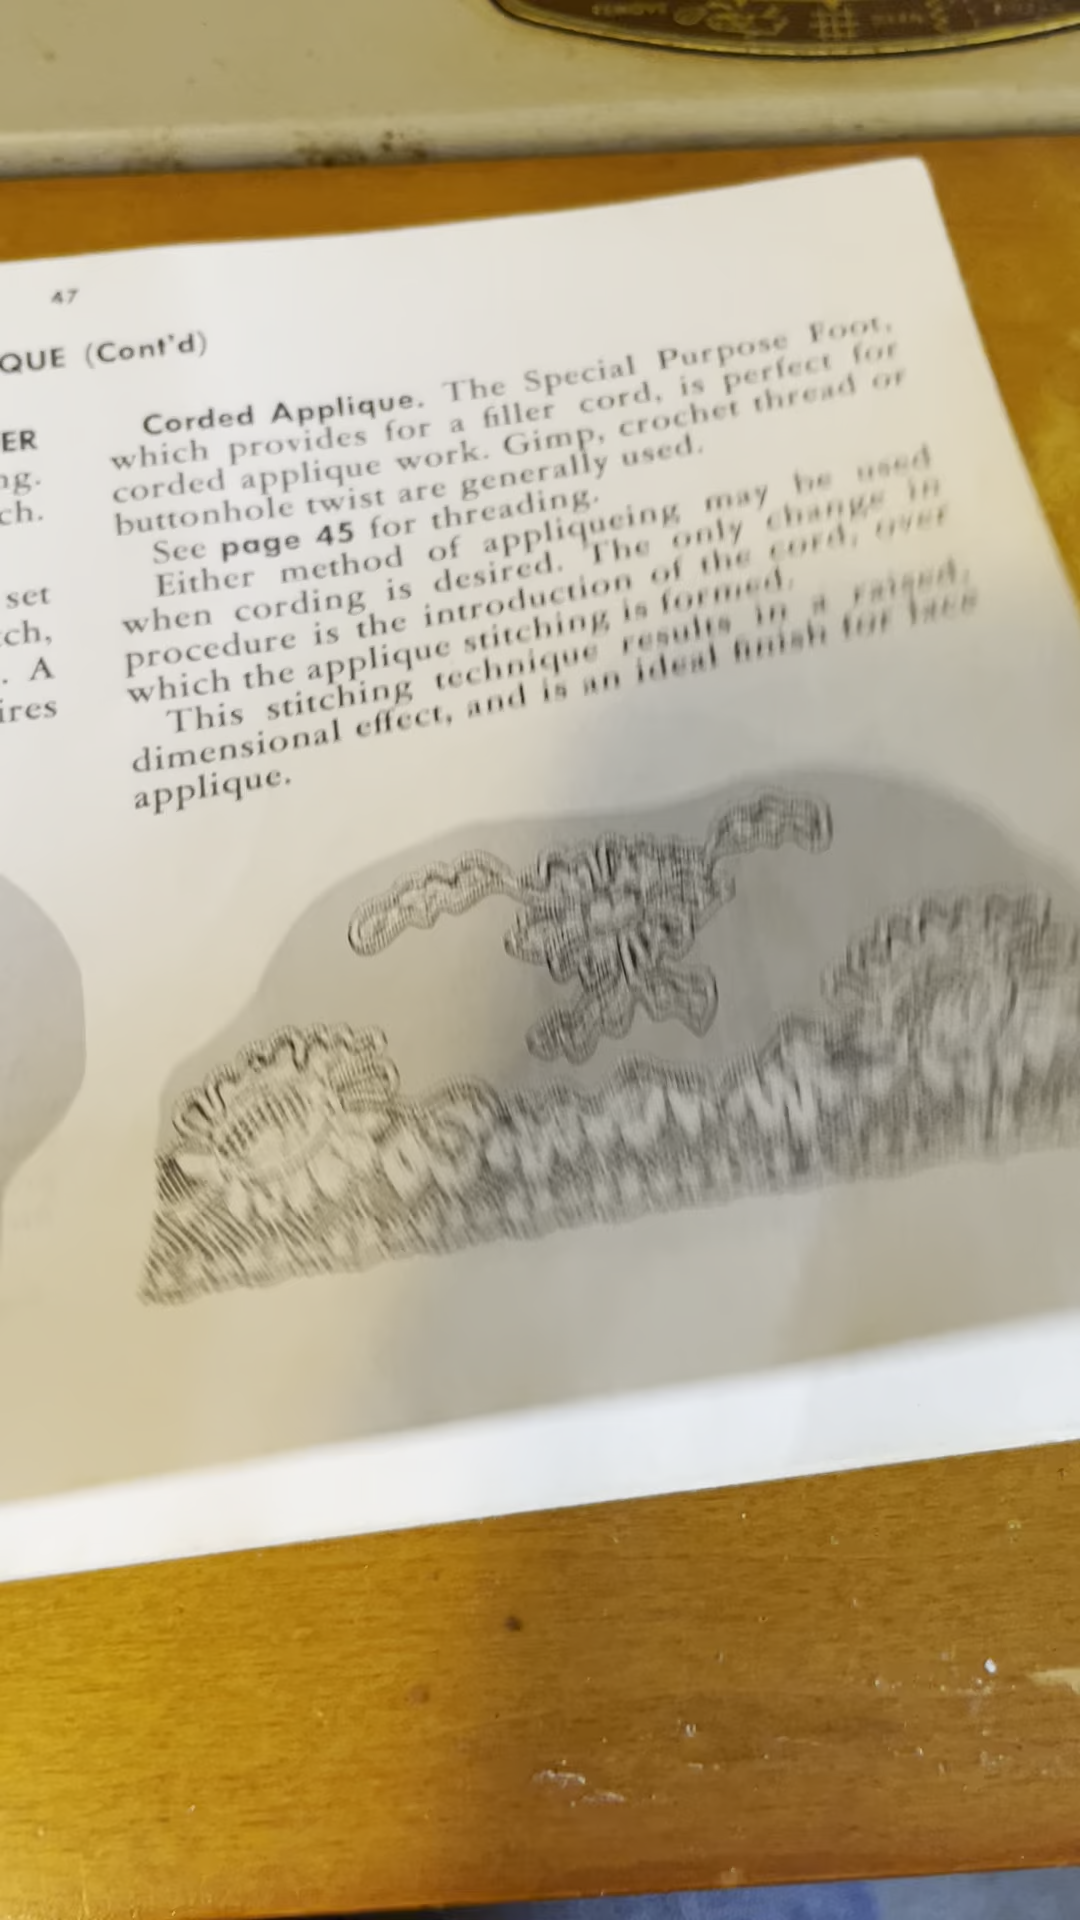 47
QUE (Cont'd)
ER
ng.
ch.
set
ch,
. A
ires
Corded Applique. The Special Purpose Foot,
which provides for a filler cord, is perfect for
corded applique work. Gimp, crochet thread or
buttonhole twist are generally used.
See page 45 for threading.
Either method of appliqueing may be used
when cording is desired. The only change in
procedure is the introduction of the cord, over
which the applique stitching is formed.
This stitching technique results in a raised,
dimensional effect, and is an ideal finish for lace
applique.